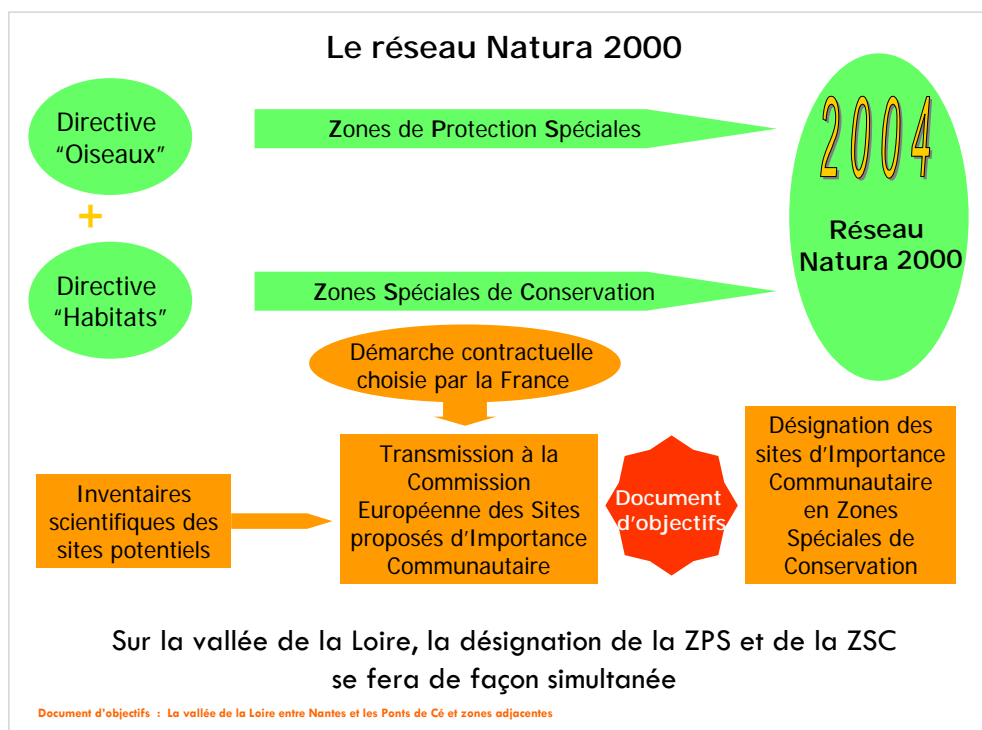 Le réseau Natura 2000
Directive
"Oiseaux"
Zones de Protection Spéciales
2004
Réseau
Natura 2000
+
Directive
"Habitats"
Zones Spéciales de Conservation
Démarche contractuelle
choisie par la France
Inventaires
scientifiques des
sites potentiels
Transmission à la
Commission
Européenne des Sites
proposés d'Importance
Communautaire
Document
d'objectifs
Désignation des
sites d'Importance
Communautaire
en Zones
Spéciales de
Conservation
Sur la vallée de la Loire, la désignation de la ZPS et de la ZSC
se fera de façon simultanée
Document d'objectifs : La vallée de la Loire entre Nantes et les Ponts de Cé et zones adjacentes